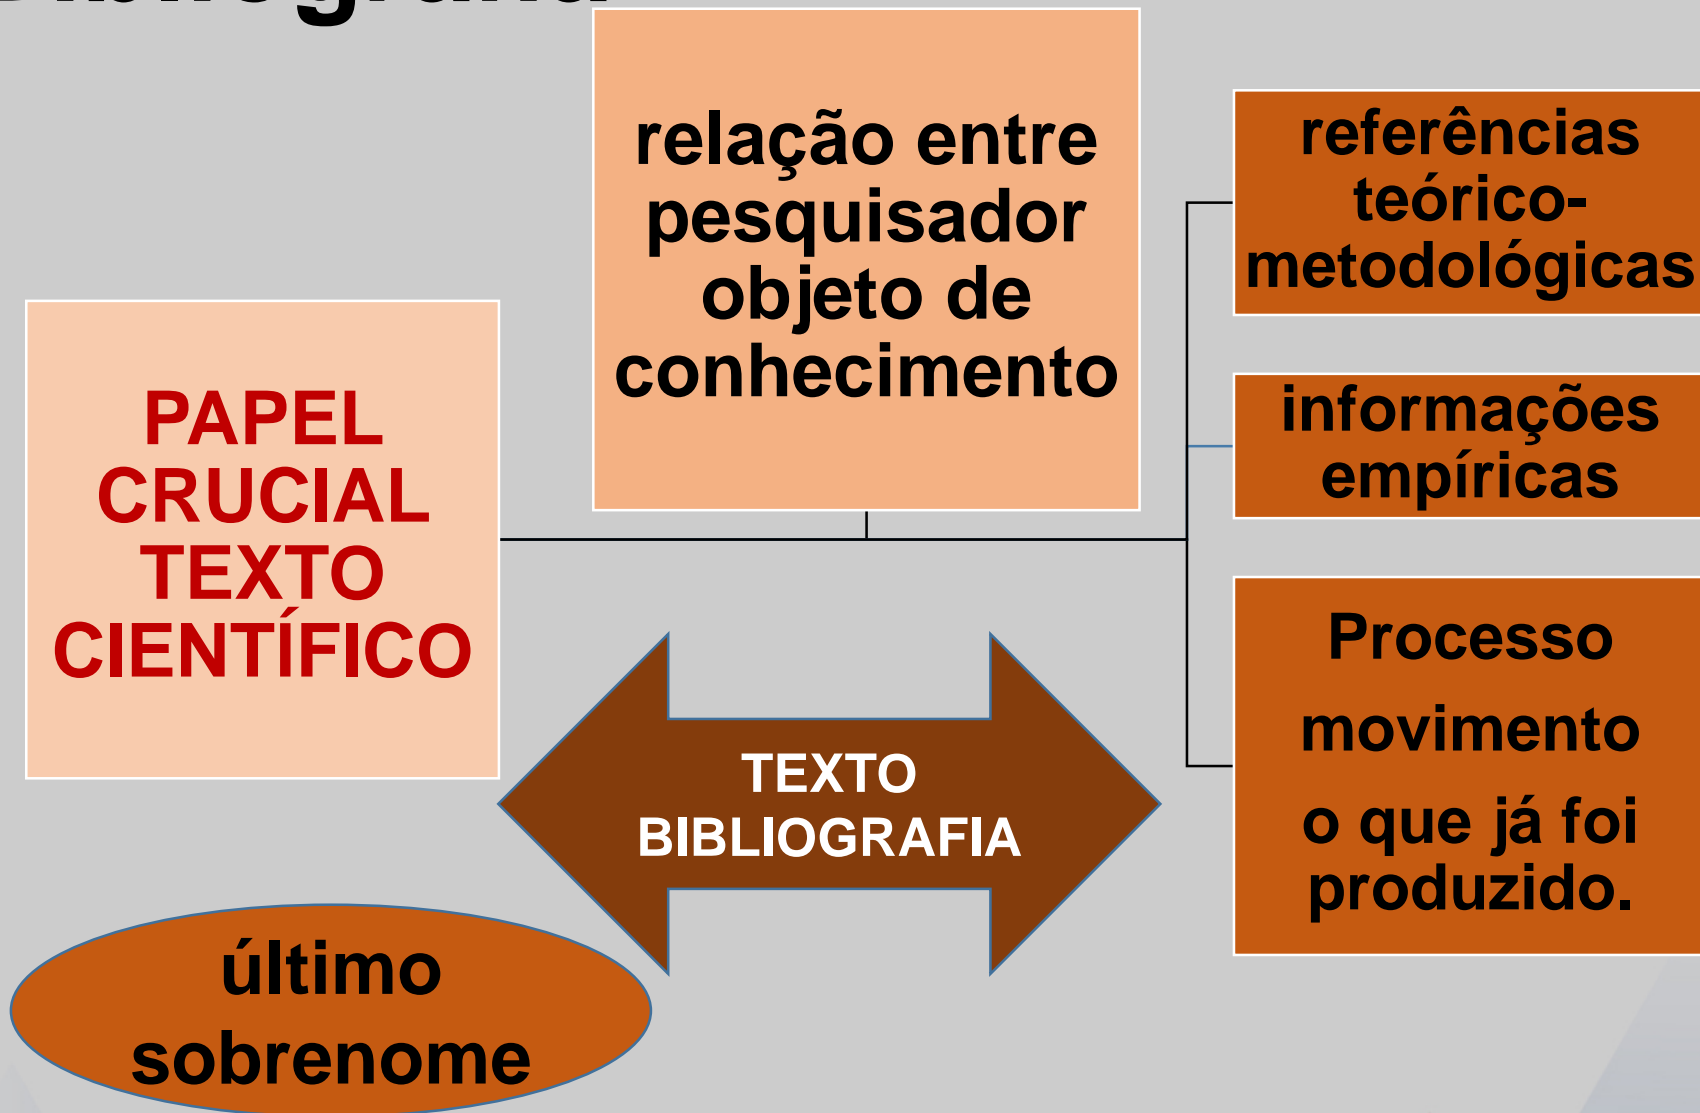 relação entre
pesquisador
objeto de
conhecimento
referências
teórico-
metodológicas
informações
empíricas
Processo
movimento
o que já foi
produzido.
PAPEL
CRUCIAL
TEXTO
CIENTÍFICO
TEXTO
BIBLIOGRAFIA
último
sobrenome